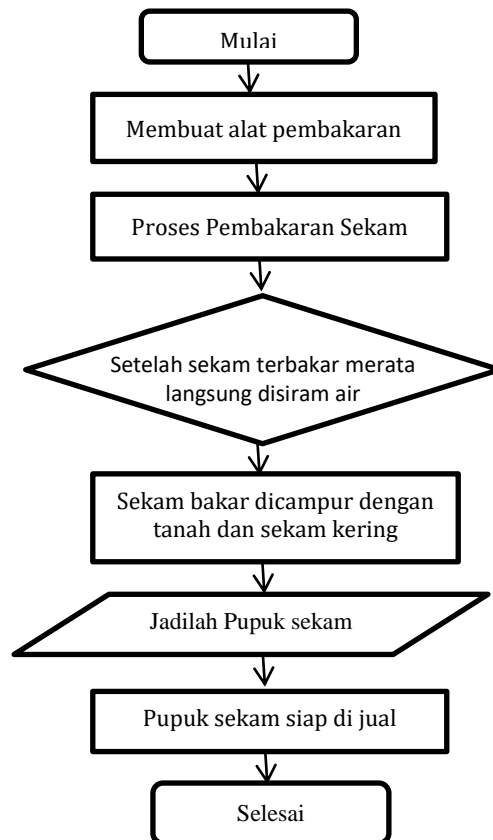 Mulai
Membuat alat pembakaran
Proses Pembakaran Sekam
Setelah sekam terbakar merata
langsung disiram air
Sekam bakar dicampur dengan
tanah dan sekam kering
Jadilah Pupuk sekam
Pupuk sekam siap di jual
Selesai